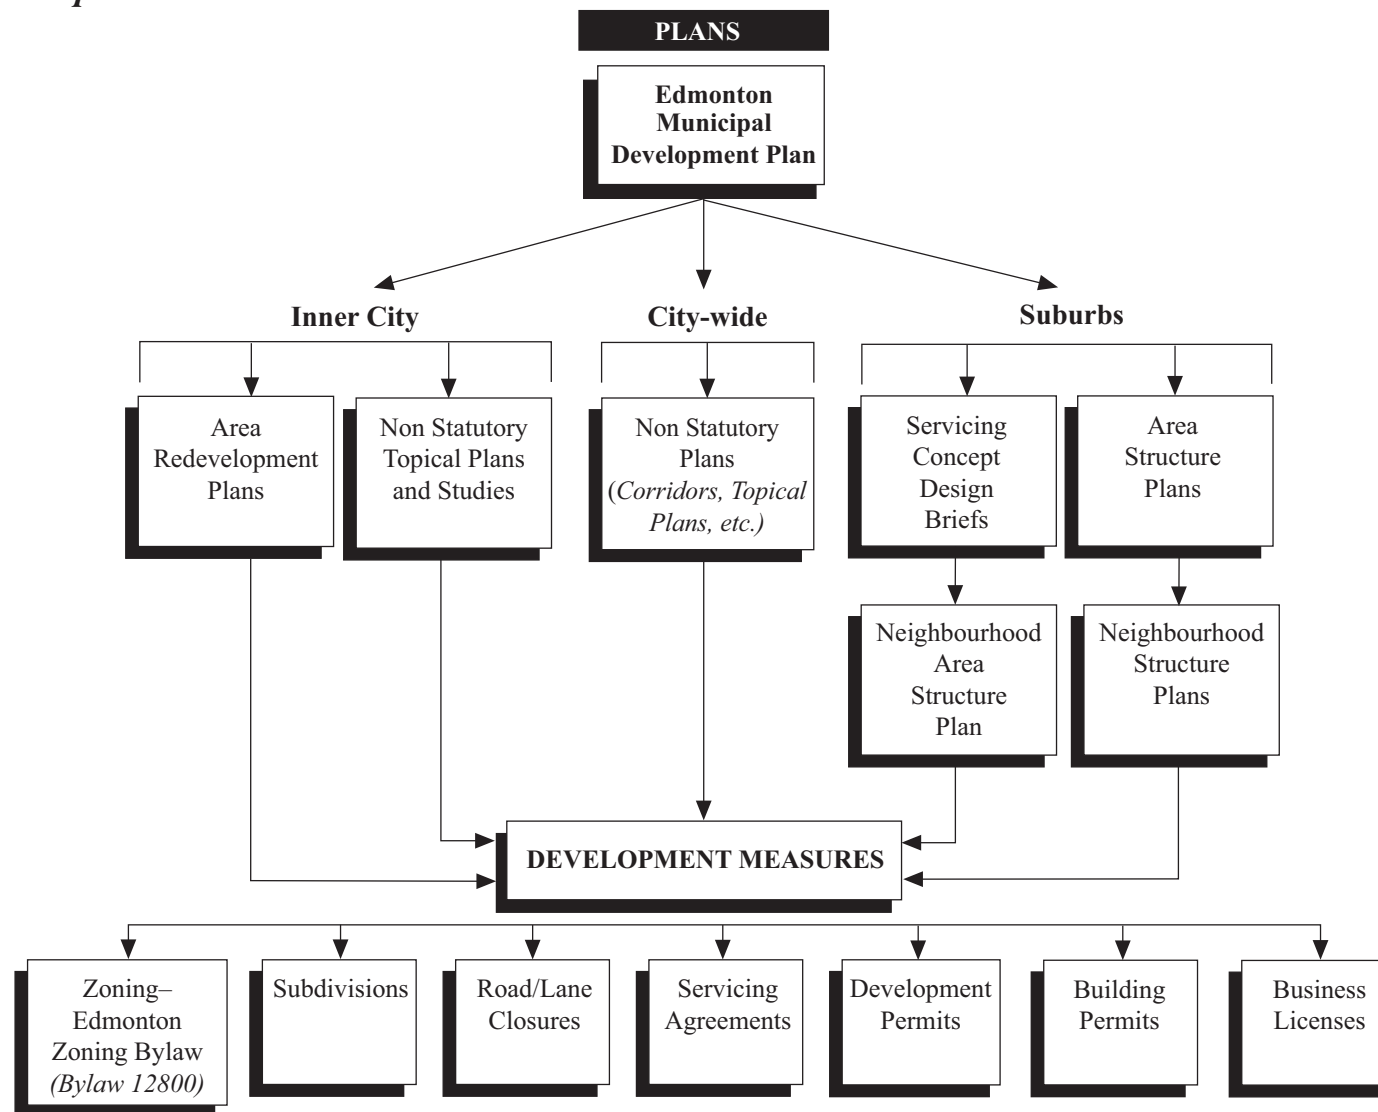 PLANS
Edmonton
Municipal
Development Plan
Inner City
City-wide
Suburbs
Area
Redevelopment
Plans
Non Statutory
Topical Plans
and Studies
Non Statutory
Plans
(Corridors, Topical
Plans, etc.)
Servicing
Concept
Design
Briefs
Area
Structure
Plans
Neighbourhood
Area
Structure
Plan
Neighbourhood
Structure
Plans
DEVELOPMENT MEASURES
Zoning–
Edmonton
Zoning Bylaw
(Bylaw 12800)
Subdivisions
Road/Lane
Closures
Servicing
Agreements
Development
Permits
Building
Permits
Business
Licenses